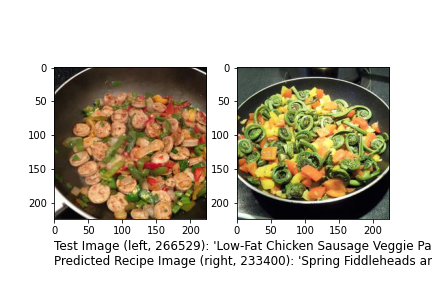 0
50
100
150
200
0 50 100 150 200
0
50
100
150
200
0 50 100 150 200
Test Image (left, 266529): 'Low-Fat Chicken Sausage Veggie Pa
Predicted Recipe Image (right, 233400): 'Spring Fiddleheads ar